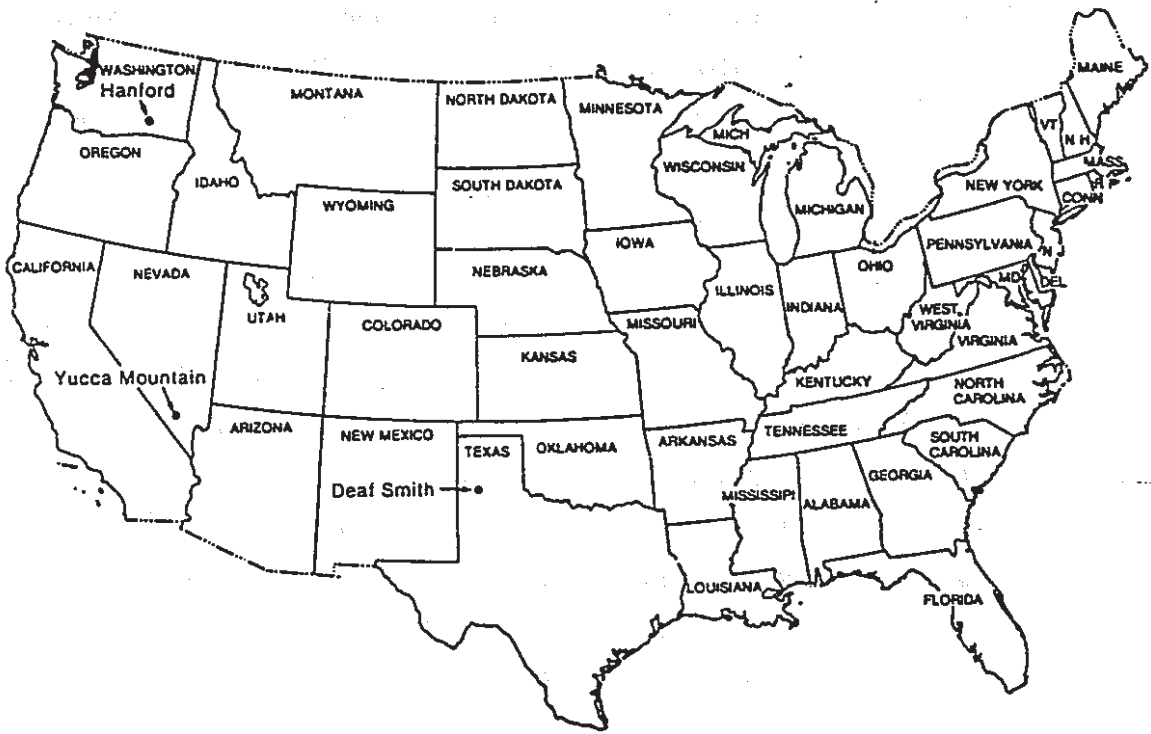 WASHINGTON
Hanford
MONTANA
NORTH DAKOTA
MINNESOTA
MAINE
OREGON
IDAHO
SOUTH DAKOTA
WISCONSIN
MICH
VT
N H
MASS
WYOMING
MICHIGAN
NEW YORK
RI
CONN
CALIFORNIA
NEVADA
UTAH
NEBRASKA
IOWA
ILLINOIS
INDIANA
OHIO
PENNSYLVANIA
N
MD
DEL
COLORADO
KANSAS
MISSOURI
WEST
VIRGINIA
VIRGINIA
KENTUCKY
Yucca Mountain
ARIZONA
NEW MEXICO
TEXAS
OKLAHOMA
ARKANSAS
TENNESSEE
NORTH
CAROLINA
SOUTH
CAROLINA
Deaf Smith
MISSISSIPI
ALABAMA
GEORGIA
LOUISIANA
FLORIDA